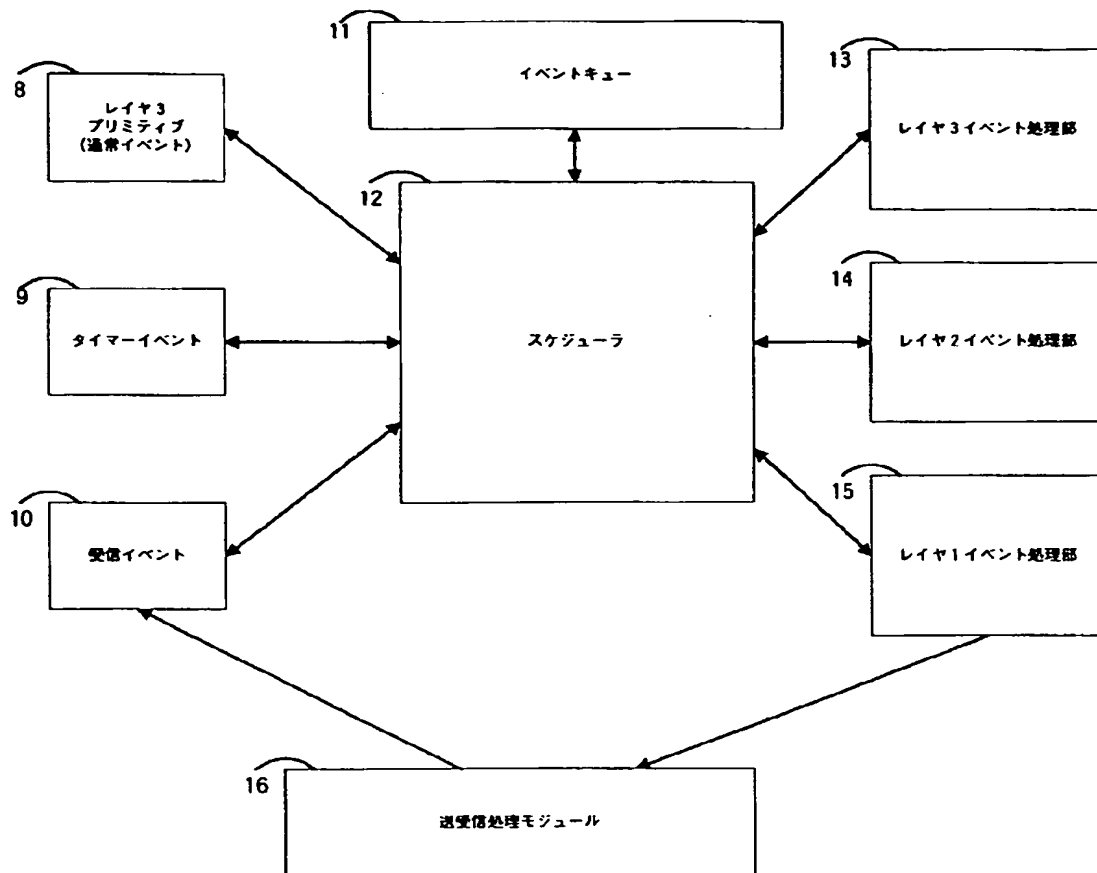 11
イベントキュー
13
レイヤ3イベント処理部
8
レイヤ3
プリミティブ
(通常イベント)
12
スケジューラ
14
レイヤ2イベント処理部
9
タイマーイベント
15
レイヤ1イベント処理部
10
受信イベント
16
送受信処理モジュール